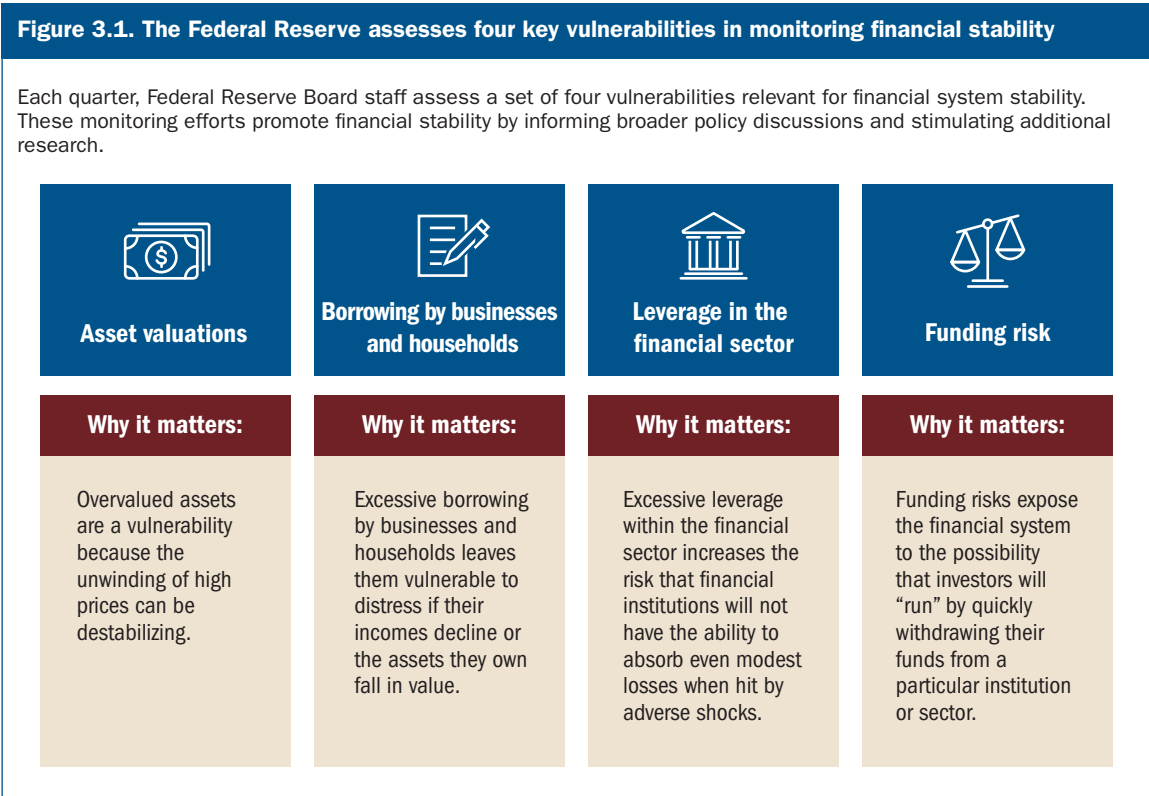 Figure 3.1. The Federal Reserve assesses four key vulnerabilities in monitoring financial stability
Each quarter, Federal Reserve Board staff assess a set of four vulnerabilities relevant for financial system stability.
These monitoring efforts promote financial stability by informing broader policy discussions and stimulating additional
research.
$
Asset valuations
Why it matters:
Overvalued assets
are a vulnerability
because the
unwinding of high
prices can be
destabilizing.
Borrowing by businesses
and households
Why it matters:
Excessive borrowing
by businesses and
households leaves
them vulnerable to
distress if their
incomes decline or
the assets they own
fall in value.
Leverage in the
financial sector
Why it matters:
Excessive leverage
within the financial
sector increases the
risk that financial
institutions will not
have the ability to
absorb even modest
losses when hit by
adverse shocks.
Funding risk
Why it matters:
Funding risks expose
the financial system
to the possibility
that investors will
“run” by quickly
withdrawing their
funds from a
particular institution
or sector.